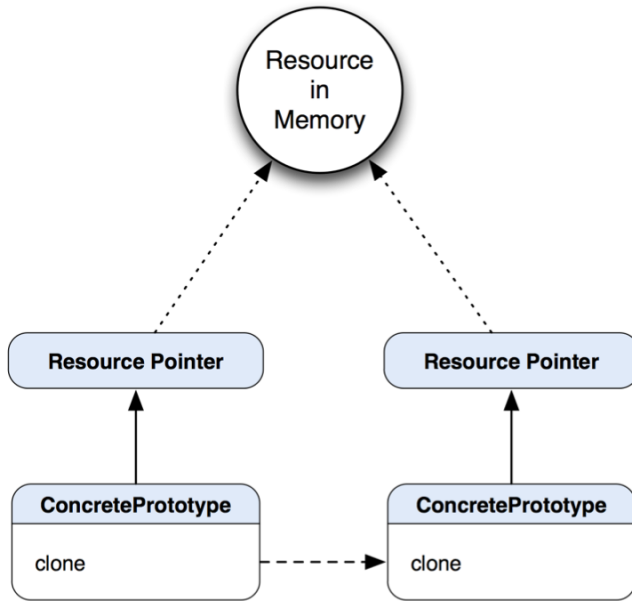 Resource
in
Memory
Resource Pointer
Resource Pointer
ConcretePrototype
ConcretePrototype
clone
clone